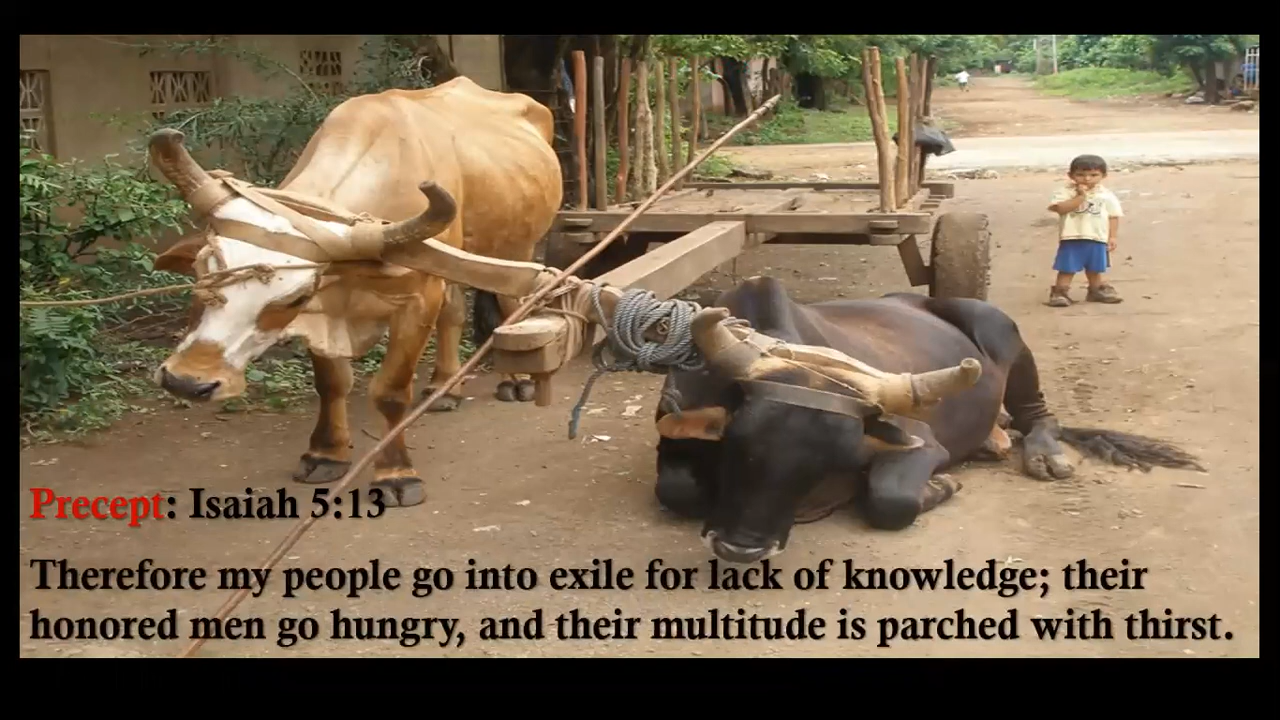 Precept: Isaiah 5:13
Therefore my people go into exile for lack of knowledge; their
honored men go hungry, and their multitude is parched with thirst.